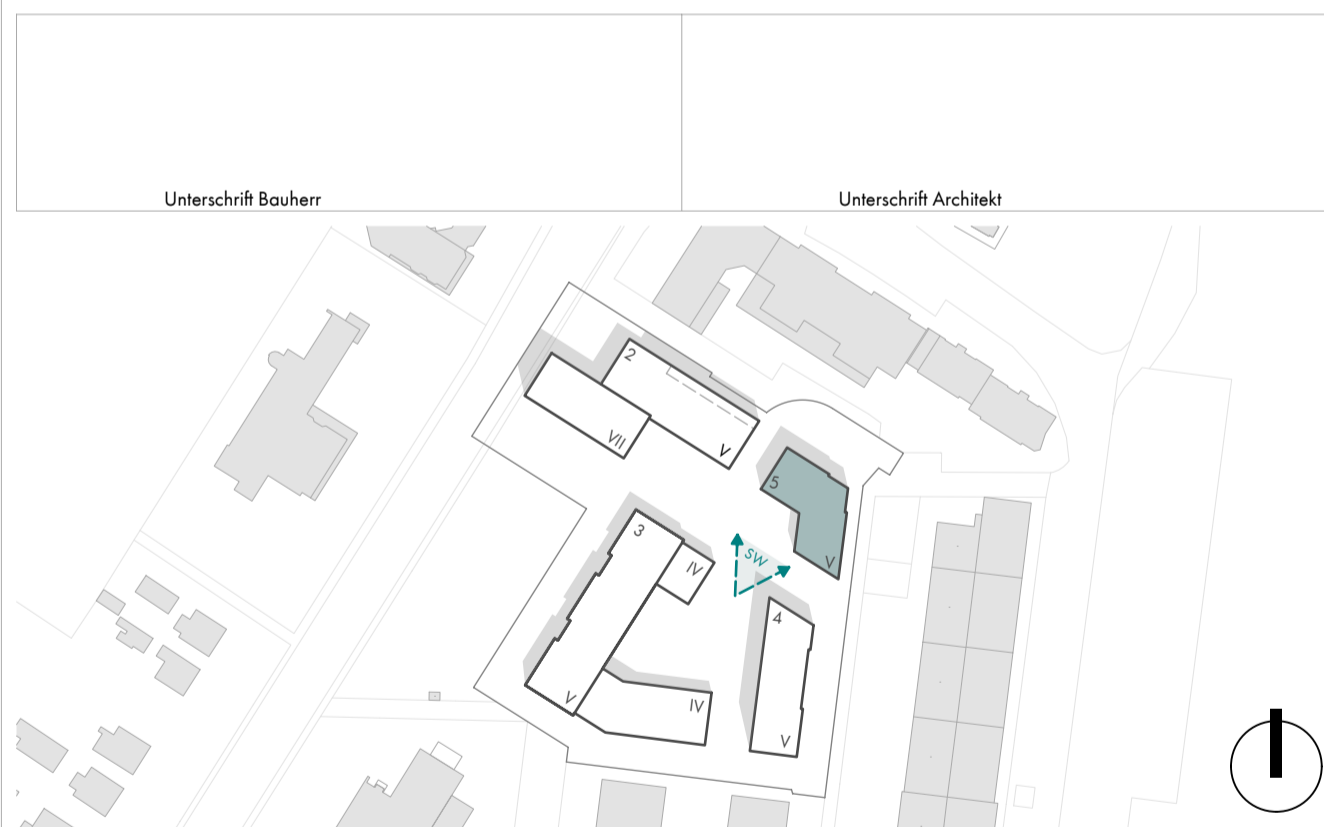 Unterschrift Bauherr
Unterschrift Architekt
2
VII
V
5
V
3
IV
SW
4
V
IV
V